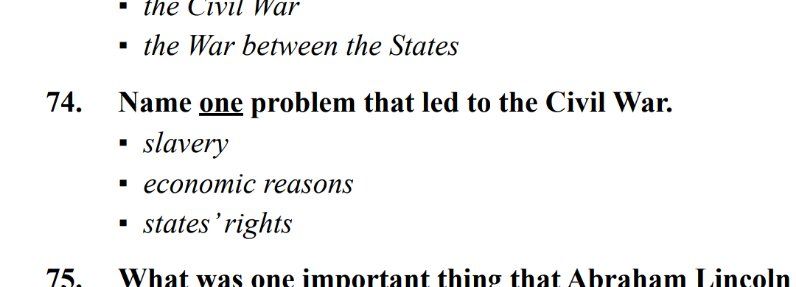 ▪ the Civil War
▪ the War between the States
74. Name one problem that led to the Civil War.
▪ slavery
▪ economic reasons
▪ states’ rights
75. What was one important thing that Abraham Lincoln